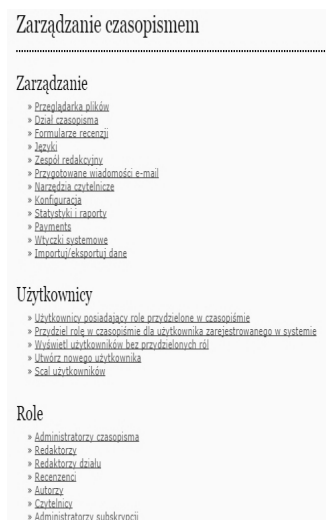 Zarządzanie czasopismem
Zarządzanie
» Przeglądarka plików
» Dział czasopisma
» Formularze recenzji
» Języki
» Zespół redakcyjny
» Przygotowane wiadomości e-mail
» Narzędzia czytelnicze
» Konfiguracja
» Statystyki i raporty
» Payments
» Wtyczki systemowe
» Importuj/eksportuj dane
Użytkownicy
» Użytkownicy posiadający role przydzielone w czasopiśmie
» Przydziel rolę w czasopiśmie dla użytkownika zarejestrowanego w systemie
» Wyświetl użytkowników bez przydzielonych ról
» Utwórz nowego użytkownika
» Scal użytkowników
Role
» Administratorzy czasopisma
» Redaktorzy
» Redaktorzy działu
» Recenzenci
» Autorzy
» Czytelnicy
» Administratorzy subskrypcji